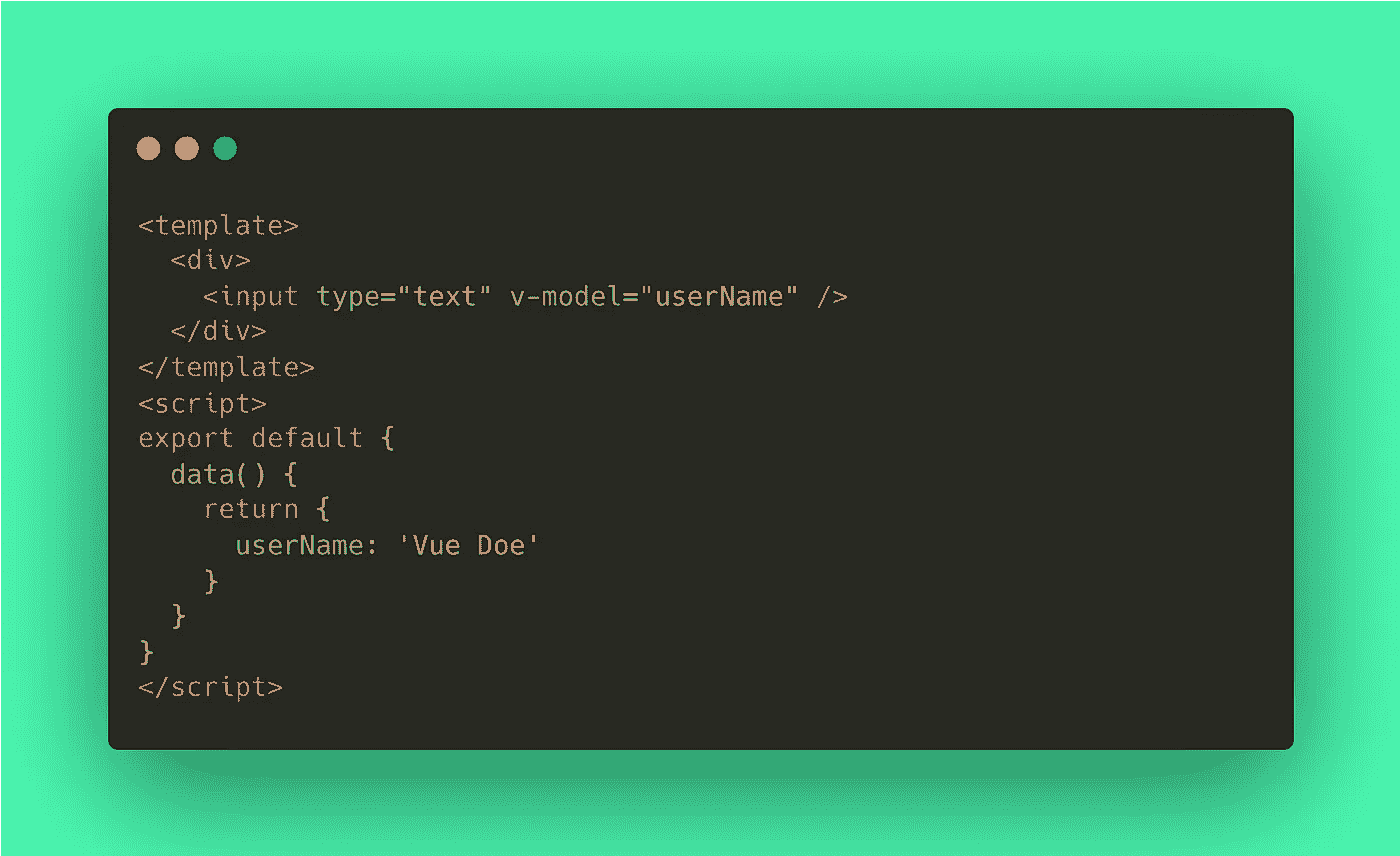 <template>
  <div>
    <input type="text" v-model="userName" />
  </div>
</template>
<script>
export default {
  data() {
    return {
      userName: 'Vue Doe'
    }
  }
}
</script>